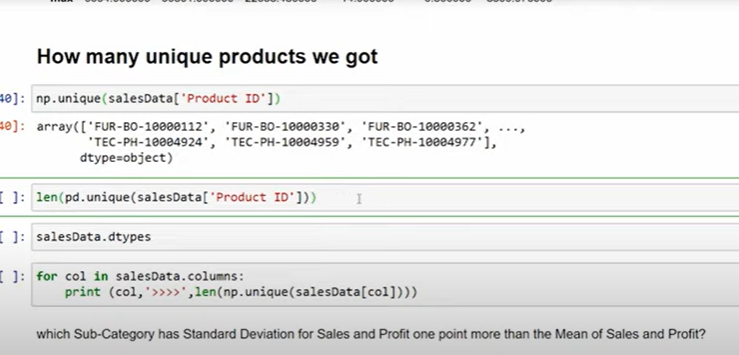 How many unique products we got
40]: np.unique(salesData['Product ID'])
40]: array(['FUR-BO-10000112', 'FUR-BO-10000330', 'FUR-BO-10000362', ...,
'TEC-PH-10004924', 'TEC-PH-10004959', 'TEC-PH-10004977'],
dtype=object)
[ ]: len(pd.unique(salesData['Product ID']))
[ ]: salesData.dtypes
[ ]: for col in salesData.columns:
print (col,'>>>>',len(np.unique(salesData[col])))
which Sub-Category has Standard Deviation for Sales and Profit one point more than the Mean of Sales and Profit?